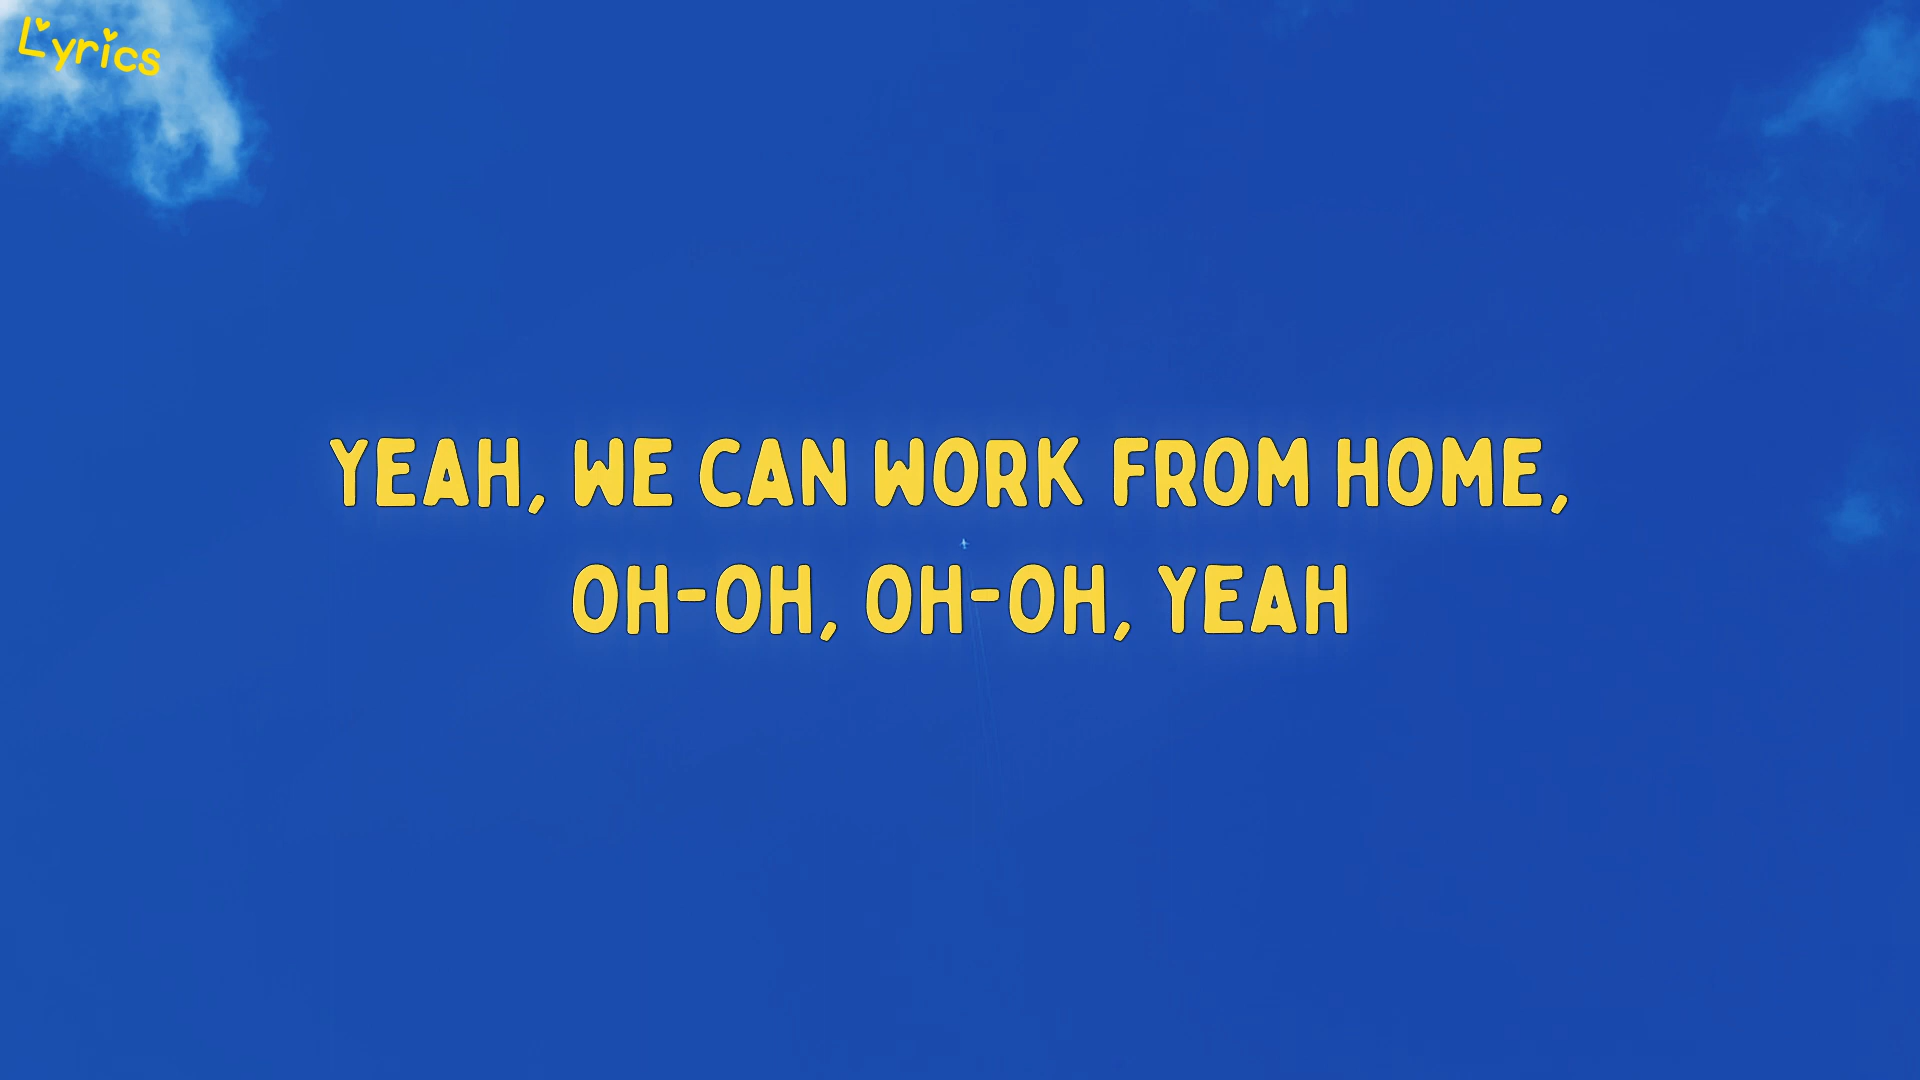 Lyrics
YEAH, WE CAN WORK FROM HOME,
OH-OH, OH-OH, YEAH